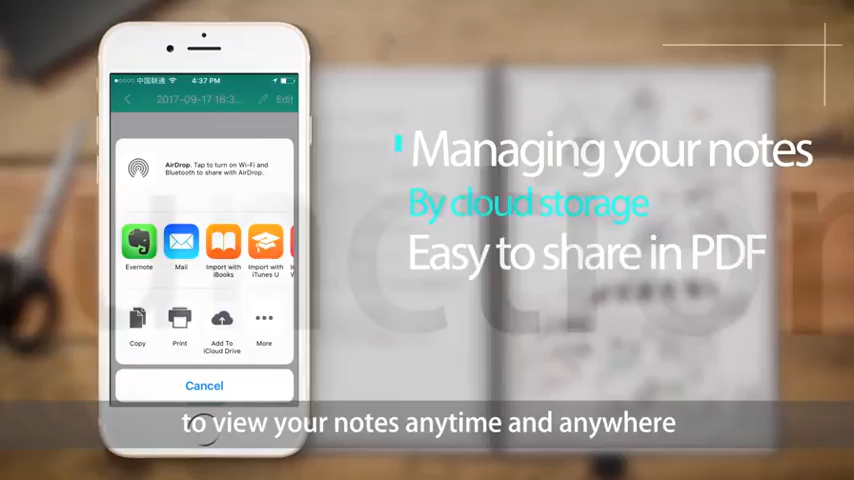 中国联通
4:37 PM
2017-09-17 16:3...
Edit
AirDrop. Tap to turn on Wi-Fi and
Bluetooth to share with AirDrop.
Evernote
Mail
Import with
iBooks
Import with
iTunes U
Copy
Print
Add To
iCloud Drive
More
Cancel
Managing your notes
By cloud storage
Easy to share in PDF
to view your notes anytime and anywhere